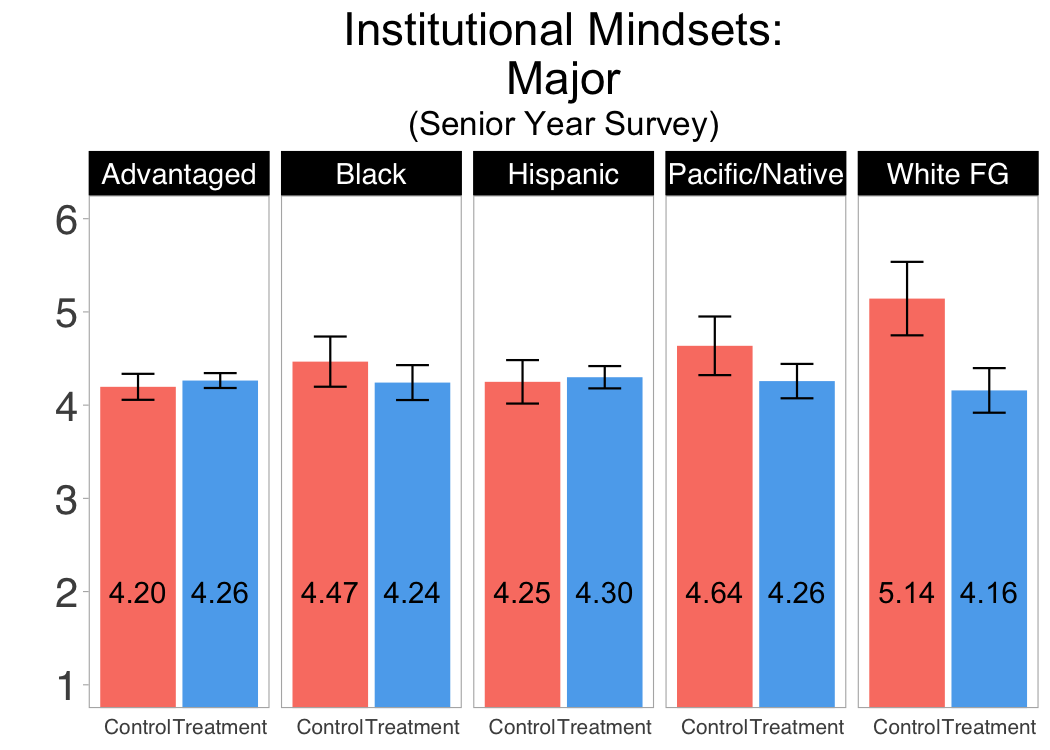 Institutional Mindsets:
Major
(Senior Year Survey)
Advantaged Black Hispanic Pacific/Native White FG
6
5
4
3
2
1
4.20 4.26 4.47 4.24 4.25 4.30 4.64 4.26 5.14 4.16
Control Treatment Control Treatment Control Treatment Control Treatment Control Treatment